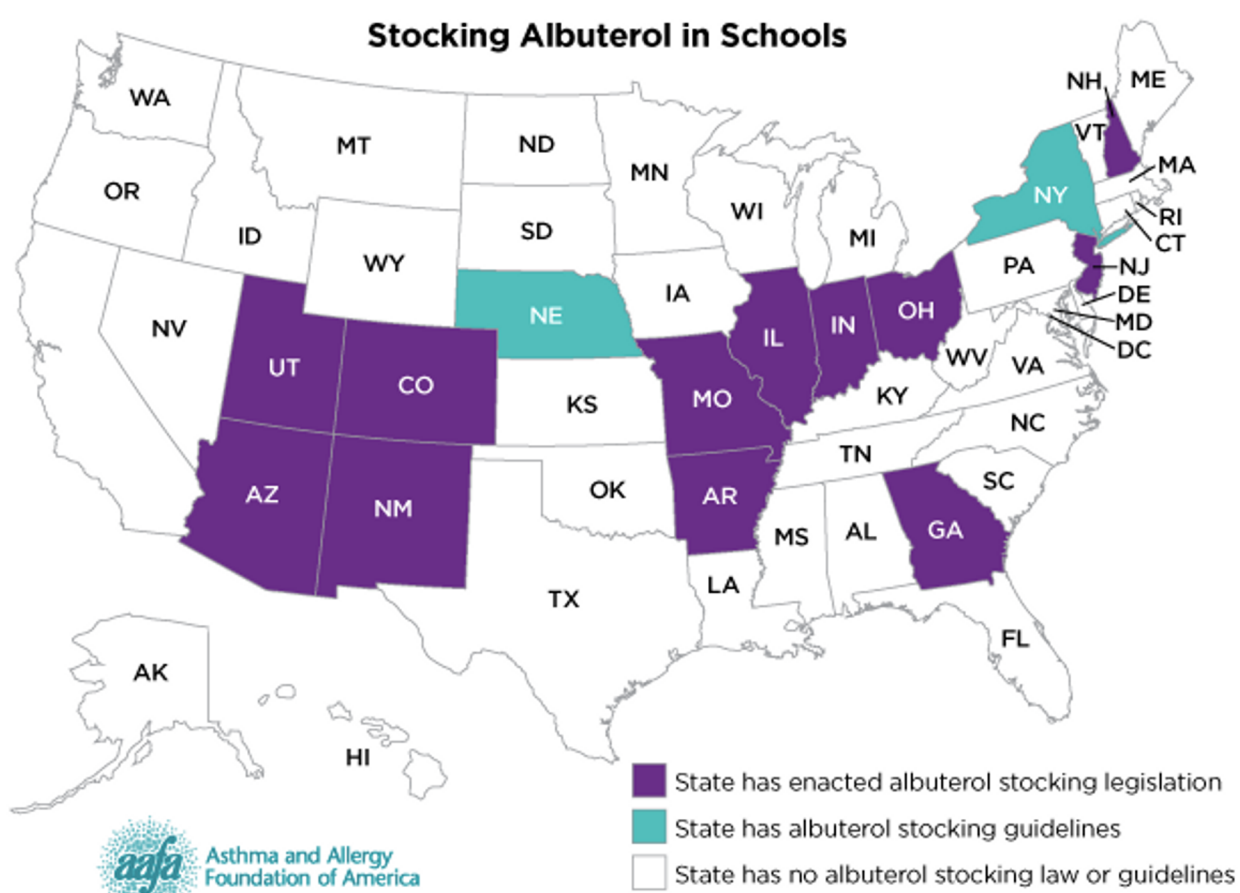 Stocking Albuterol in Schools
WA
MT
ND
MN
OR
ID
WY
SD
WI
MI
NH
ME
VT
MA
NY
RI
CT
PA
NJ
DE
MD
DC
NV
UT
CO
NE
IA
KS
MO
IL
IN
OH
WV
VA
KY
NC
TN
SC
AZ
NM
OK
AR
MS
AL
GA
TX
LA
FL
AK
HI
State has enacted albuterol stocking legislation
State has albuterol stocking guidelines
State has no albuterol stocking law or guidelines
aafa
Asthma and Allergy
Foundation of America